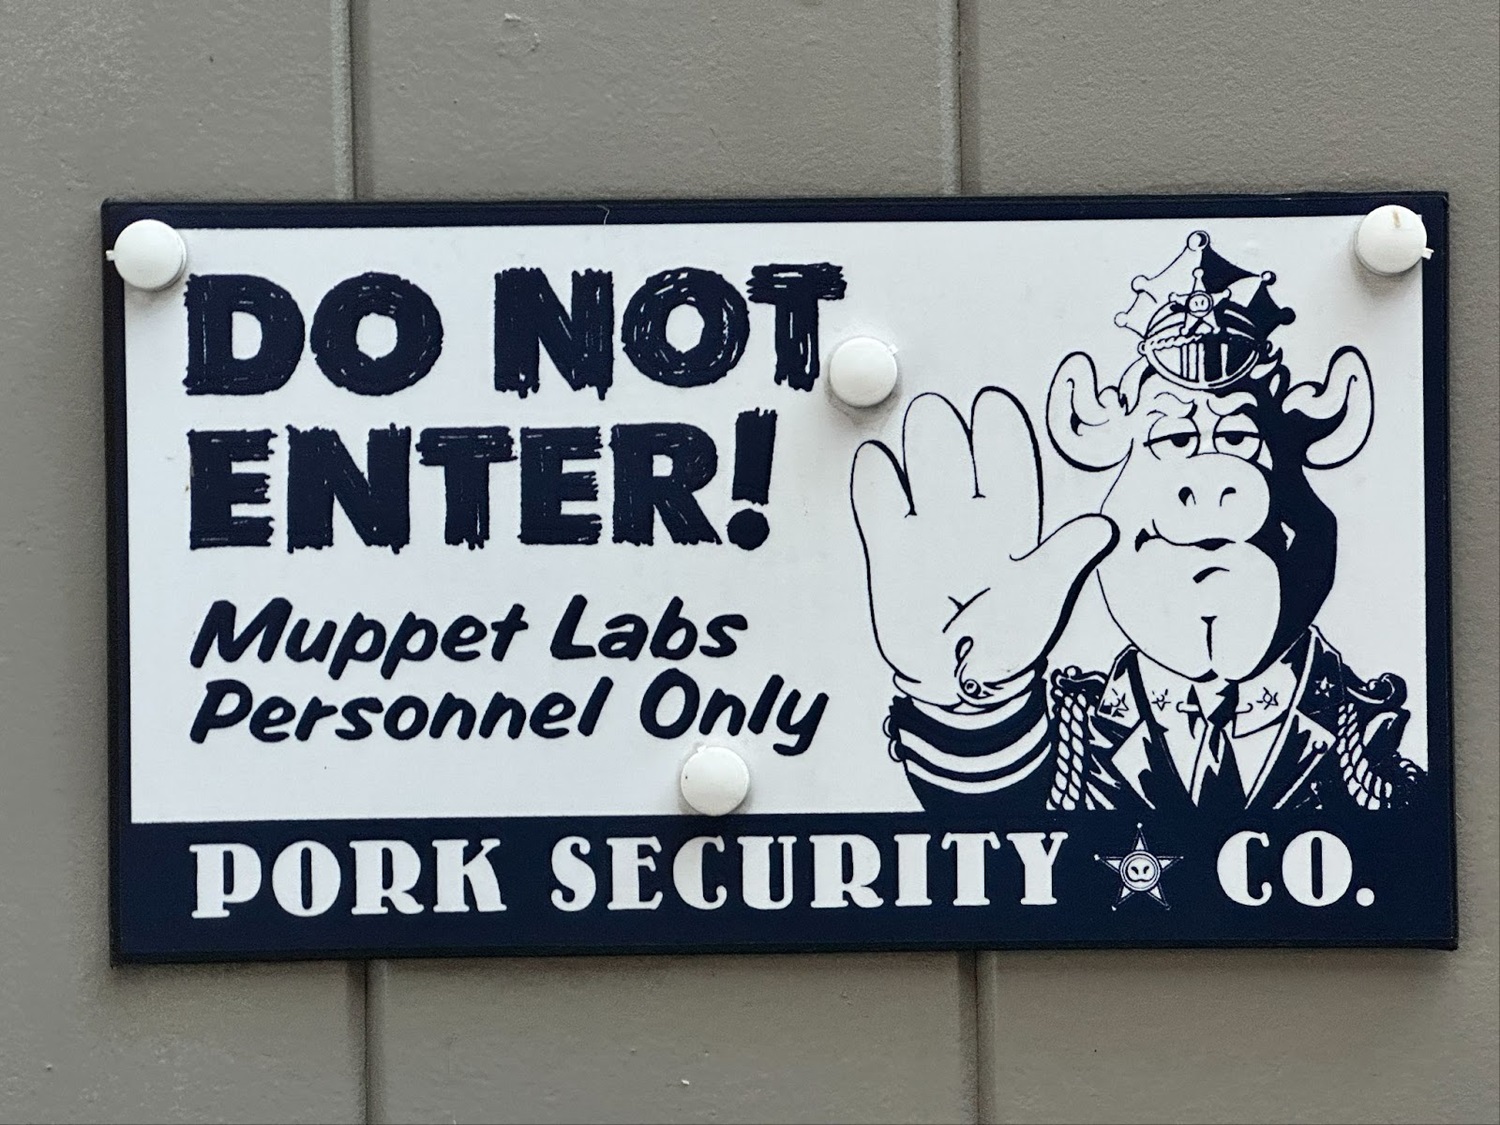 DO NOT
ENTER!
Muppet Labs
Personnel Only
PORK SECURITY CO.